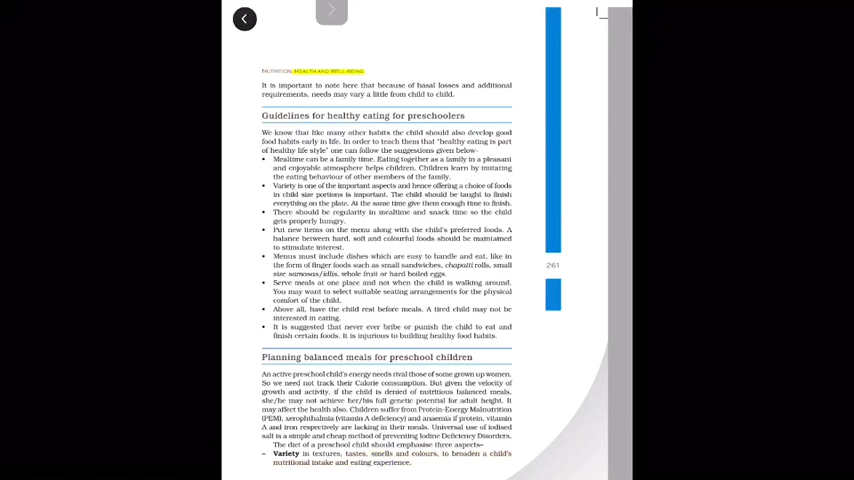 NUTRITION, HEALTH AND WELL-BEING
It is important to note here that because of basal losses and additional
requirements, needs may vary a little from child to child.
Guidelines for healthy eating for preschoolers
We know that like many other habits the child should also develop good
food habits early in life. In order to teach them that "healthy eating is part
of healthy life style" one can follow the suggestions given below–
• Mealtime can be a family time. Eating together as a family in a pleasant
and enjoyable atmosphere helps children. Children learn by imitating
the eating behaviour of other members of the family.
• Variety is one of the important aspects and hence offering a choice of foods
in child size portions is important. The child should be taught to finish
everything on the plate. At the same time give them enough time to finish.
• There should be regularity in mealtime and snack time so the child
gets properly hungry.
• Put new items on the menu along with the child's preferred foods. A
balance between hard, soft and colourful foods should be maintained
to stimulate interest.
• Menus must include dishes which are easy to handle and eat, like in
the form of finger foods such as small sandwiches, chapatti rolls, small
size samosas/idlis, whole fruit or hard boiled eggs.
261
• Serve meals at one place and not when the child is walking around.
You may want to select suitable seating arrangements for the physical
comfort of the child.
• Above all, have the child rest before meals. A tired child may not be
interested in eating.
• It is suggested that never ever bribe or punish the child to eat and
finish certain foods. It is injurious to building healthy food habits.
Planning balanced meals for preschool children
An active preschool child's energy needs rival those of some grown up women.
So we need not track their Calorie consumption. But given the velocity of
growth and activity, if the child is denied of nutritious balanced meals,
she/he may not achieve her/his full genetic potential for adult height. It
may affect the health also. Children suffer from Protein-Energy Malnutrition
(PEM), xerophthalmia (vitamin A deficiency) and anaemia if protein, vitamin
A and iron respectively are lacking in their meals. Universal use of iodised
salt is a simple and cheap method of preventing Iodine Deficiency Disorders.
The diet of a preschool child should emphasise three aspects–
– Variety in textures, tastes, smells and colours, to broaden a child's
nutritional intake and eating experience.